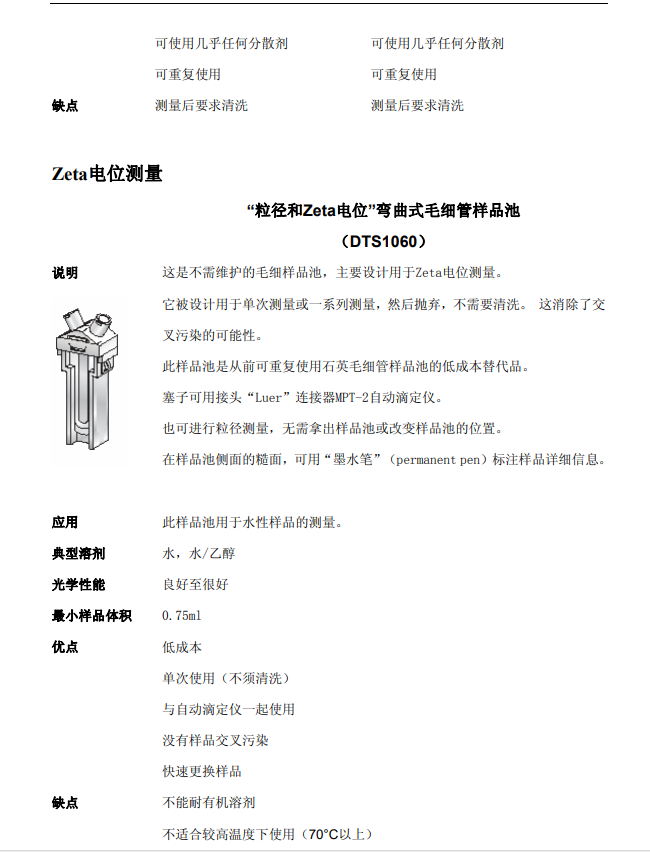 可使用几乎任何分散剂 可使用几乎任何分散剂
可重复使用 可重复使用
缺点 测量后要求清洗 测量后要求清洗
Zeta电位测量
“粒径和Zeta电位”弯曲式毛细管样品池
（DTS1060）
说明 这是不需维护的毛细样品池，主要设计用于Zeta电位测量。
它被设计用于单次测量或一系列测量，然后抛弃，不需要清洗。 这消除了交
叉污染的可能性。
此样品池是从前可重复使用石英毛细管样品池的低成本替代品。
塞子可用接头“Luer”连接器MPT-2自动滴定仪。
也可进行粒径测量，无需拿出样品池或改变样品池的位置。
在样品池侧面的糙面，可用“墨水笔”（permanent pen）标注样品详细信息。
应用 此样品池用于水性样品的测量。
典型溶剂 水，水/乙醇
光学性能 良好至很好
最小样品体积 0.75ml
优点 低成本
单次使用（不须清洗）
与自动滴定仪一起使用
没有样品交叉污染
快速更换样品
缺点 不能耐有机溶剂
不适合较高温度下使用（70°C以上）